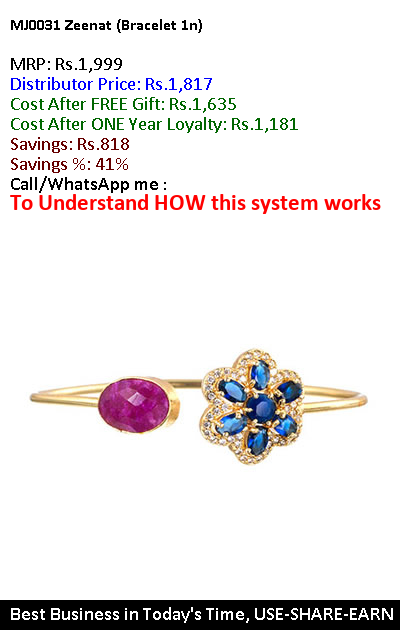 MJ0031 Zeenat (Bracelet 1n)
MRP: Rs.1,999
Distributor Price: Rs.1,817
Cost After FREE Gift: Rs.1,635
Cost After ONE Year Loyalty: Rs.1,181
Savings: Rs.818
Savings %: 41%
Call/WhatsApp me :
To Understand HOW this system works
Best Business in Today's Time, USE-SHARE-EARN